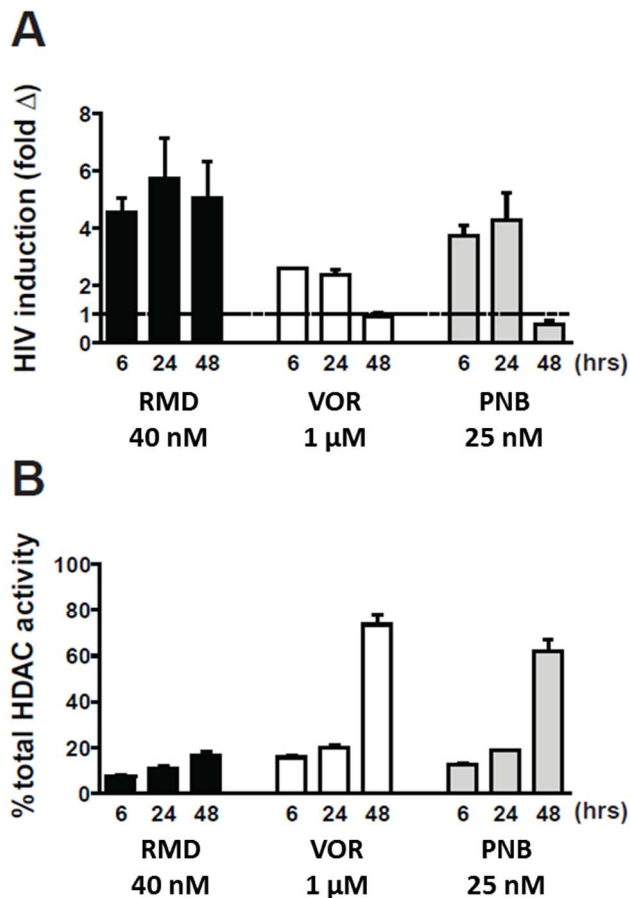 A
HIV induction (fold Δ)
8
6
4
2
1
0
6 24 48 6 24 48 6 24 48 (hrs)
RMD VOR PNB
40 nM 1 µM 25 nM
B
% total HDAC activity
100
80
60
40
20
0
6 24 48 6 24 48 6 24 48 (hrs)
RMD VOR PNB
40 nM 1 µM 25 nM